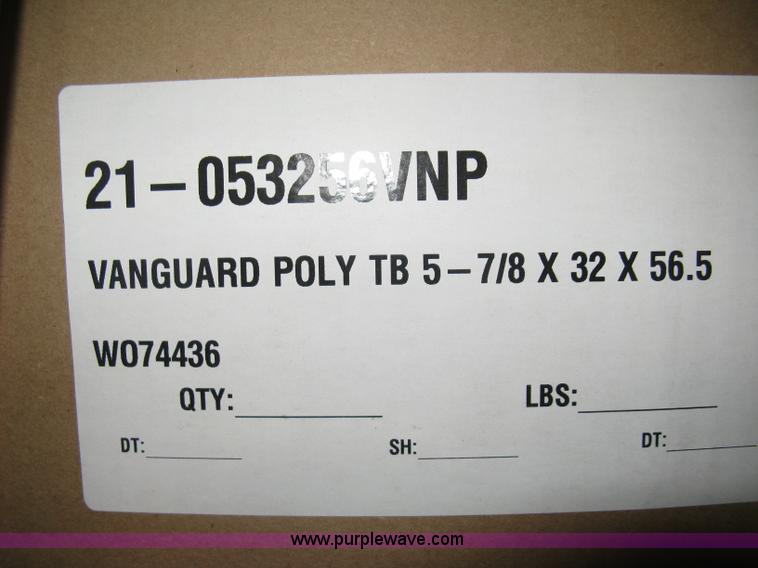 21-053256VNP
VANGUARD POLY TB 5-7/8 X 32 X 56.5
WO74436
QTY: LBS:
DT: SH: DT:
www.purplewave.com